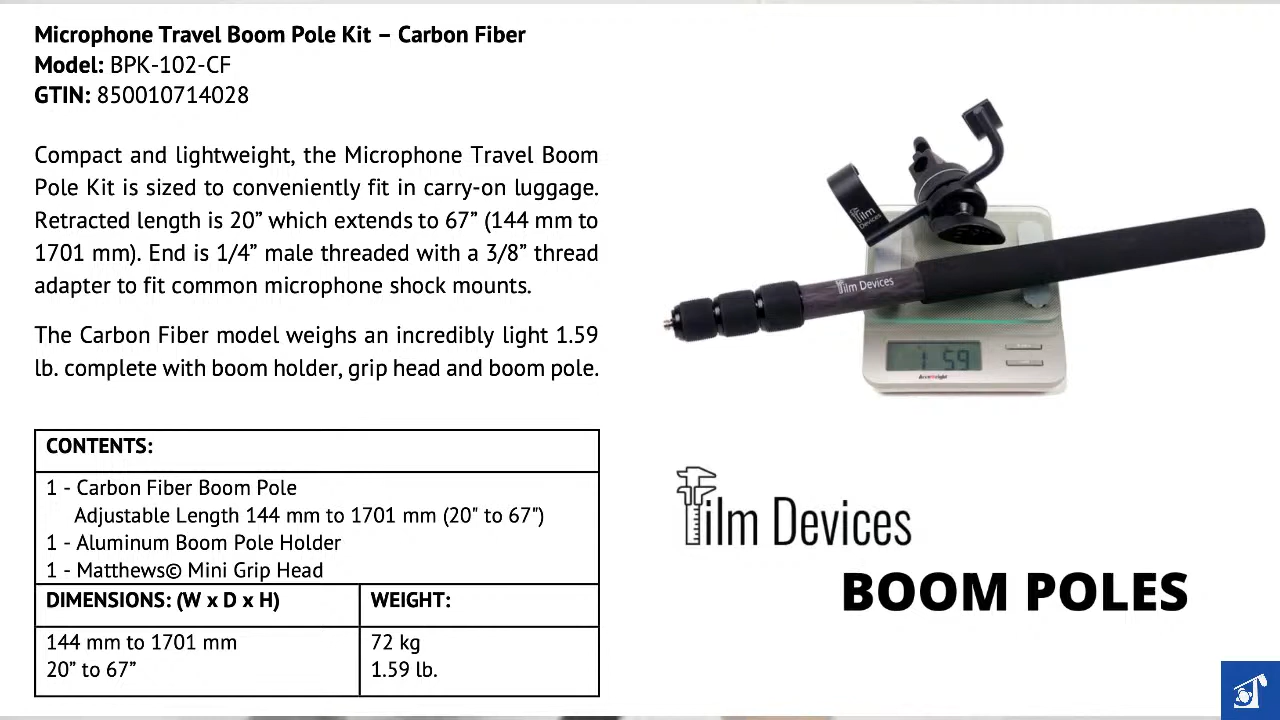 Microphone Travel Boom Pole Kit – Carbon Fiber
Model: BPK-102-CF
GTIN: 850010714028
Compact and lightweight, the Microphone Travel Boom
Pole Kit is sized to conveniently fit in carry-on luggage.
Retracted length is 20” which extends to 67” (144 mm to
1701 mm). End is 1/4” male threaded with a 3/8” thread
adapter to fit common microphone shock mounts.
The Carbon Fiber model weighs an incredibly light 1.59
lb. complete with boom holder, grip head and boom pole.
CONTENTS:
1 - Carbon Fiber Boom Pole
Adjustable Length 144 mm to 1701 mm (20" to 67")
1 - Aluminum Boom Pole Holder
1 - Matthews© Mini Grip Head
DIMENSIONS: (W x D x H)
WEIGHT:
144 mm to 1701 mm
72 kg
20” to 67”
1.59 lb.
Film Devices
Film Devices
1 59
AccuWeight
Film Devices
BOOM POLES